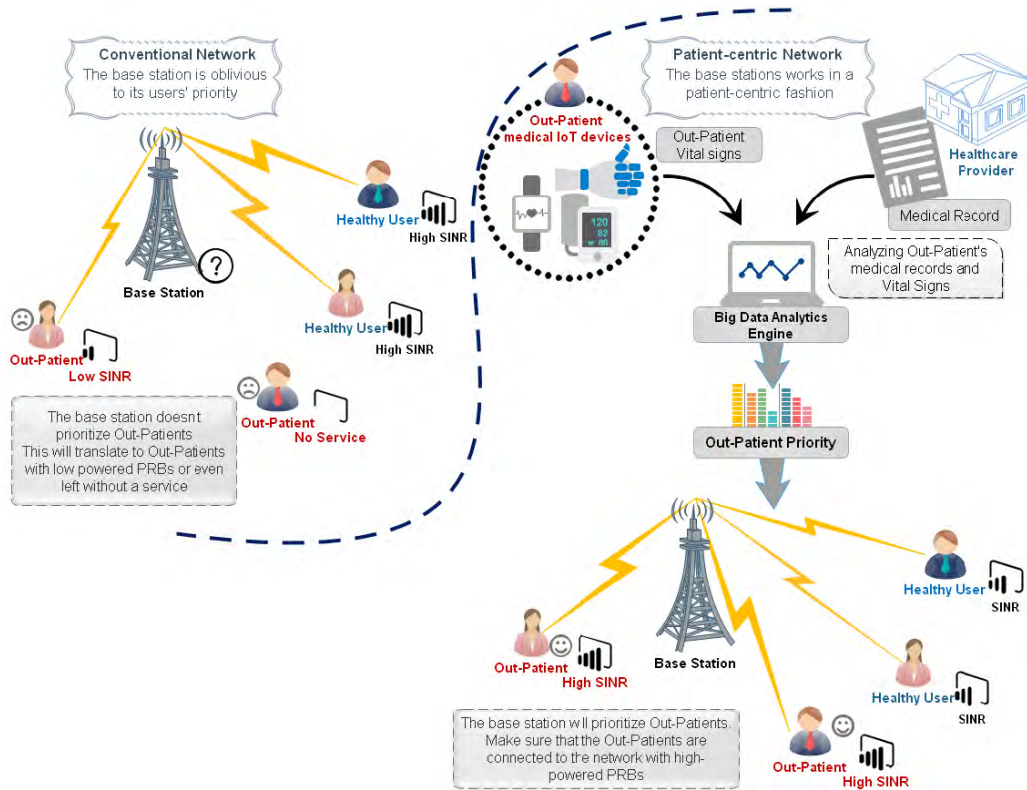 Conventional Network
The base station is oblivious
to its users' priority
Healthy User
High SINR
?
Base Station
Healthy User
High SINR
Out-Patient
Low SINR
Out-Patient
No Service
The base station doesn't
prioritize Out-Patients
This will translate to Out-Patients
with low powered PRBs or even
left without a service
Patient-centric Network
The base stations works in a
patient-centric fashion
Out-Patient
medical IoT devices
120
82
60
Out-Patient
Vital signs
Healthcare
Provider
Medical Record
Analyzing Out-Patient's
medical records and
Vital Signs
Big Data Analytics
Engine
Out-Patient Priority
Healthy User
SINR
Out-Patient
High SINR
Base Station
Healthy User
SINR
Out-Patient
High SINR
The base station will prioritize Out-Patients.
Make sure that the Out-Patients are
connected to the network with high-
powered PRBs